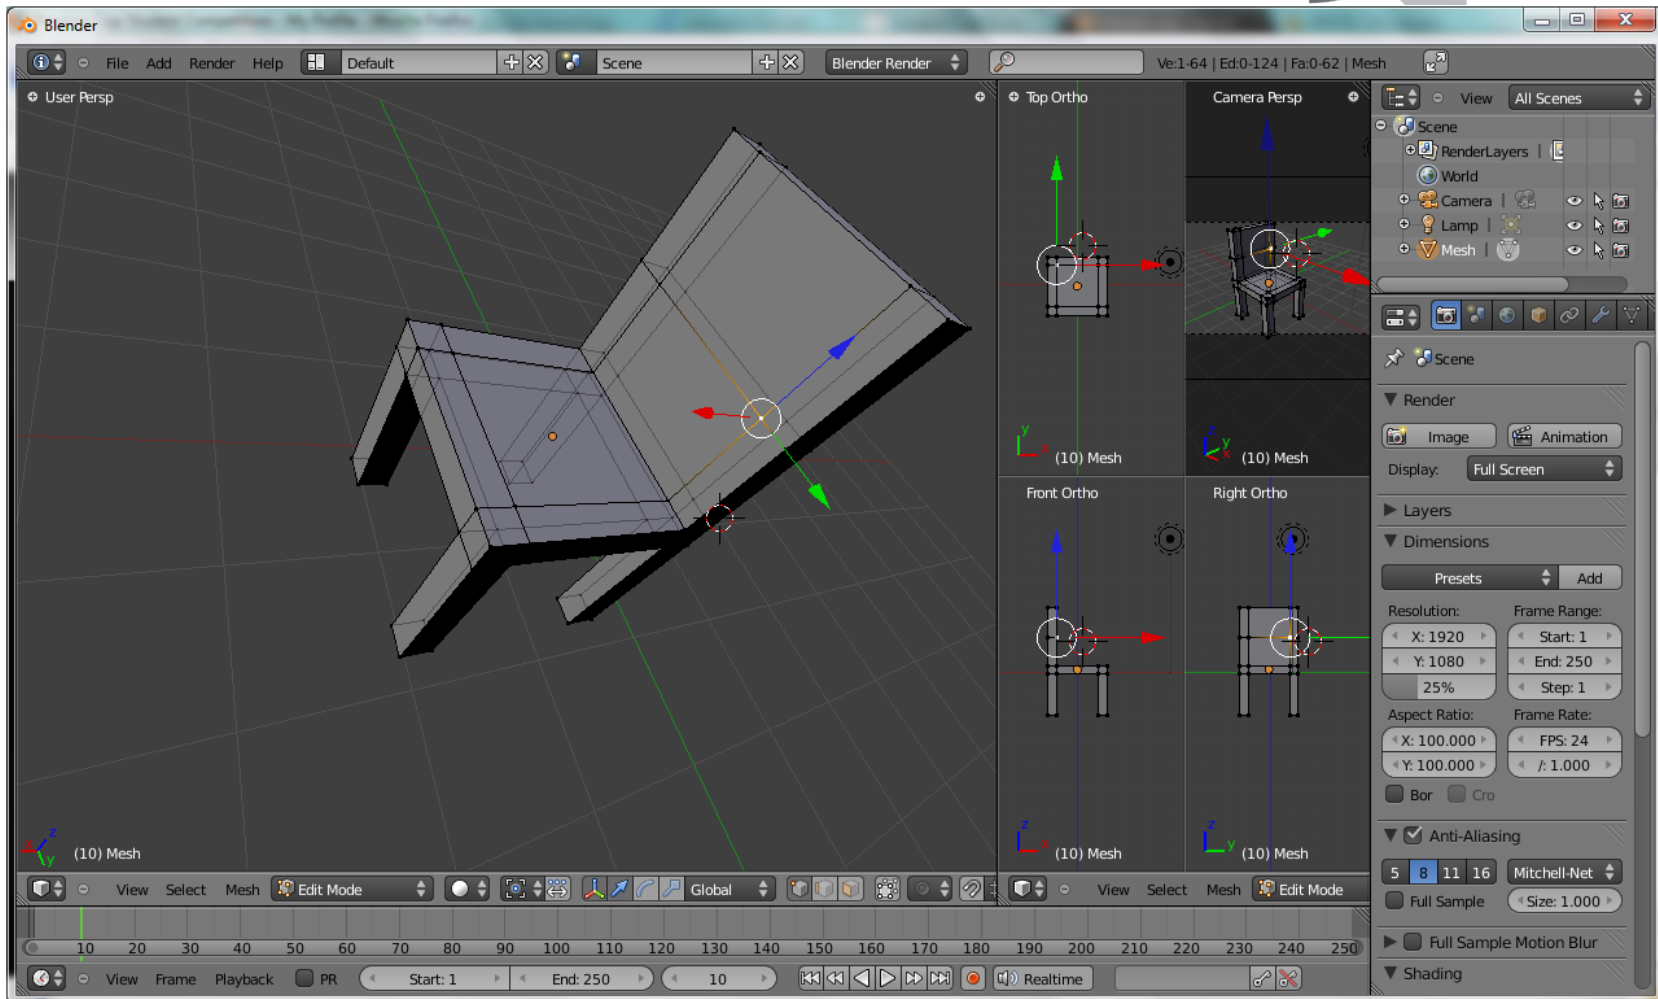 Blender
File Add Render Help Default Scene Blender Render Ve:1-64 | Ed:0-124 | Fa:0-62 | Mesh
User Persp
Top Ortho
Camera Persp
View All Scenes
Scene
RenderLayers |
World
Camera |
Lamp |
Mesh |
Scene
Render
Image Animation
Display: Full Screen
Layers
Dimensions
Presets Add
Resolution: Frame Range:
X: 1920 Start: 1
Y: 1080 End: 250
25% Step: 1
Aspect Ratio: Frame Rate:
X: 100.000 FPS: 24
Y: 100.000 /: 1.000
Bor Cro
Anti-Aliasing
5 8 11 16 Mitchell-Net
Full Sample Size: 1.000
Full Sample Motion Blur
Shading
y x (10) Mesh
z y x (10) Mesh
Front Ortho
Right Ortho
z x (10) Mesh
z y (10) Mesh
z x y (10) Mesh
View Select Mesh Edit Mode Global
View Select Mesh Edit Mode
10 20 30 40 50 60 70 80 90 100 110 120 130 140 150 160 170 180 190 200 210 220 230 240 250
View Frame Playback PR Start: 1 End: 250 10 Realtime